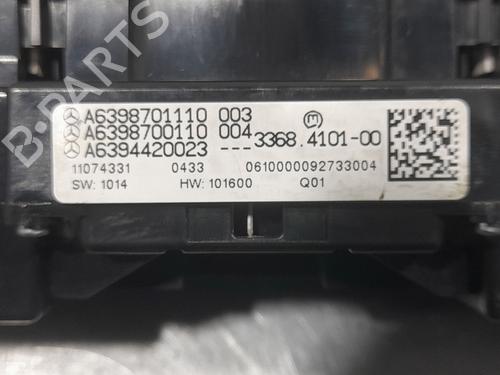 A6398701110 003
A6398700110 004
A6394420023 ---3368.4101-00
11074331 0433 0610000092733004
SW: 1014 HW: 101600 Q01
B-PARTS